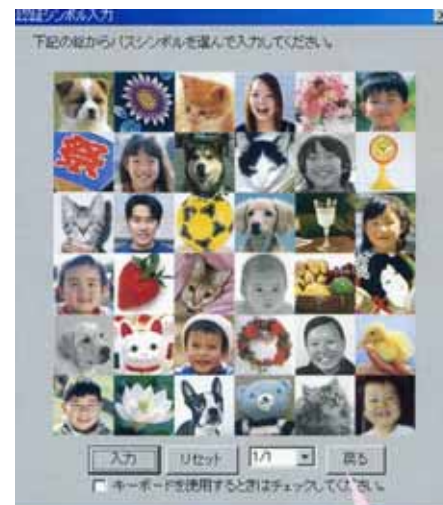 認証シンボル入力
下記の絵からパスシンボルを選んで入力してください。
祭
入力 リセット 1/1 戻る
キーボードを使用するときはチェックしてください。